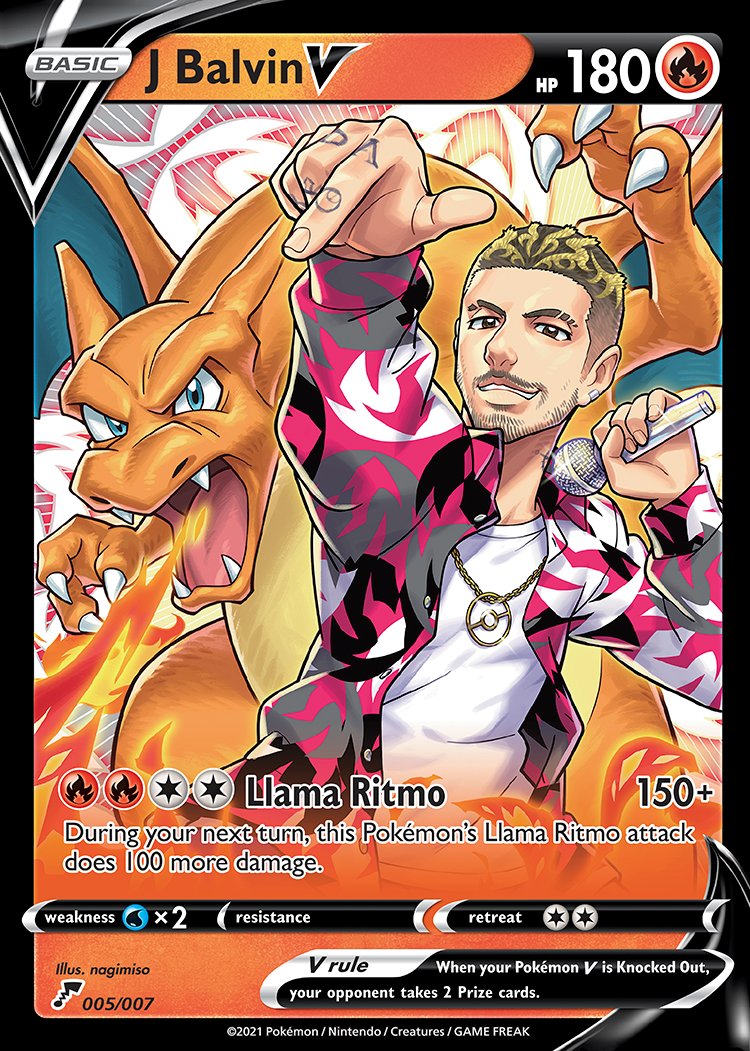 BASIC J Balvin V HP 180
Llama Ritmo 150+
During your next turn, this Pokémon's Llama Ritmo attack
does 100 more damage.
weakness ×2 resistance retreat
Illus. nagimiso
005/007
V rule When your Pokémon V is Knocked Out,
your opponent takes 2 Prize cards.
©2021 Pokémon / Nintendo / Creatures / GAME FREAK